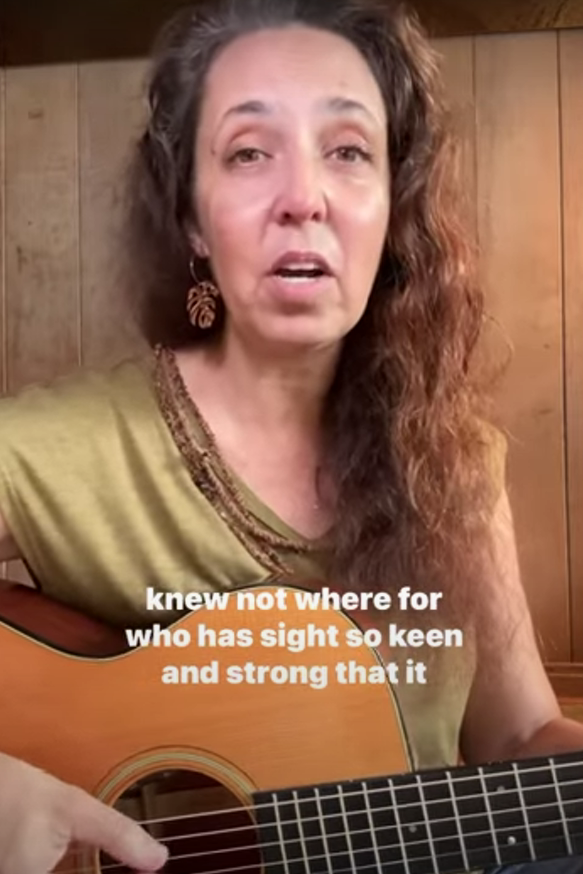 knew not where for
who has sight so keen
and strong that it